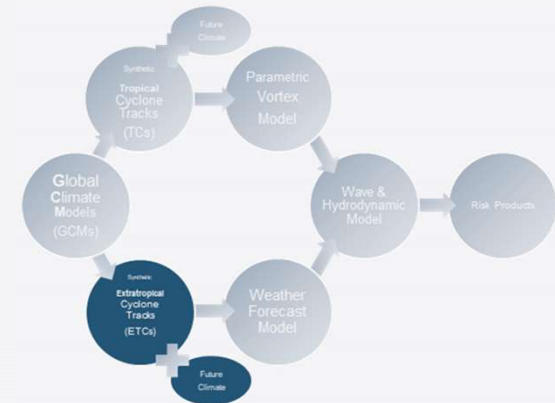 Future
Climate
Synthetic
Tropical
Cyclone
Tracks
(TCs)
Parametric
Vortex
Model
Global
Climate
Models
(GCMs)
Wave &
Hydrodynamic
Model
Risk Products
Synthetic
Extratropical
Cyclone
Tracks
(ETCs)
Weather
Forecast
Model
Future
Climate